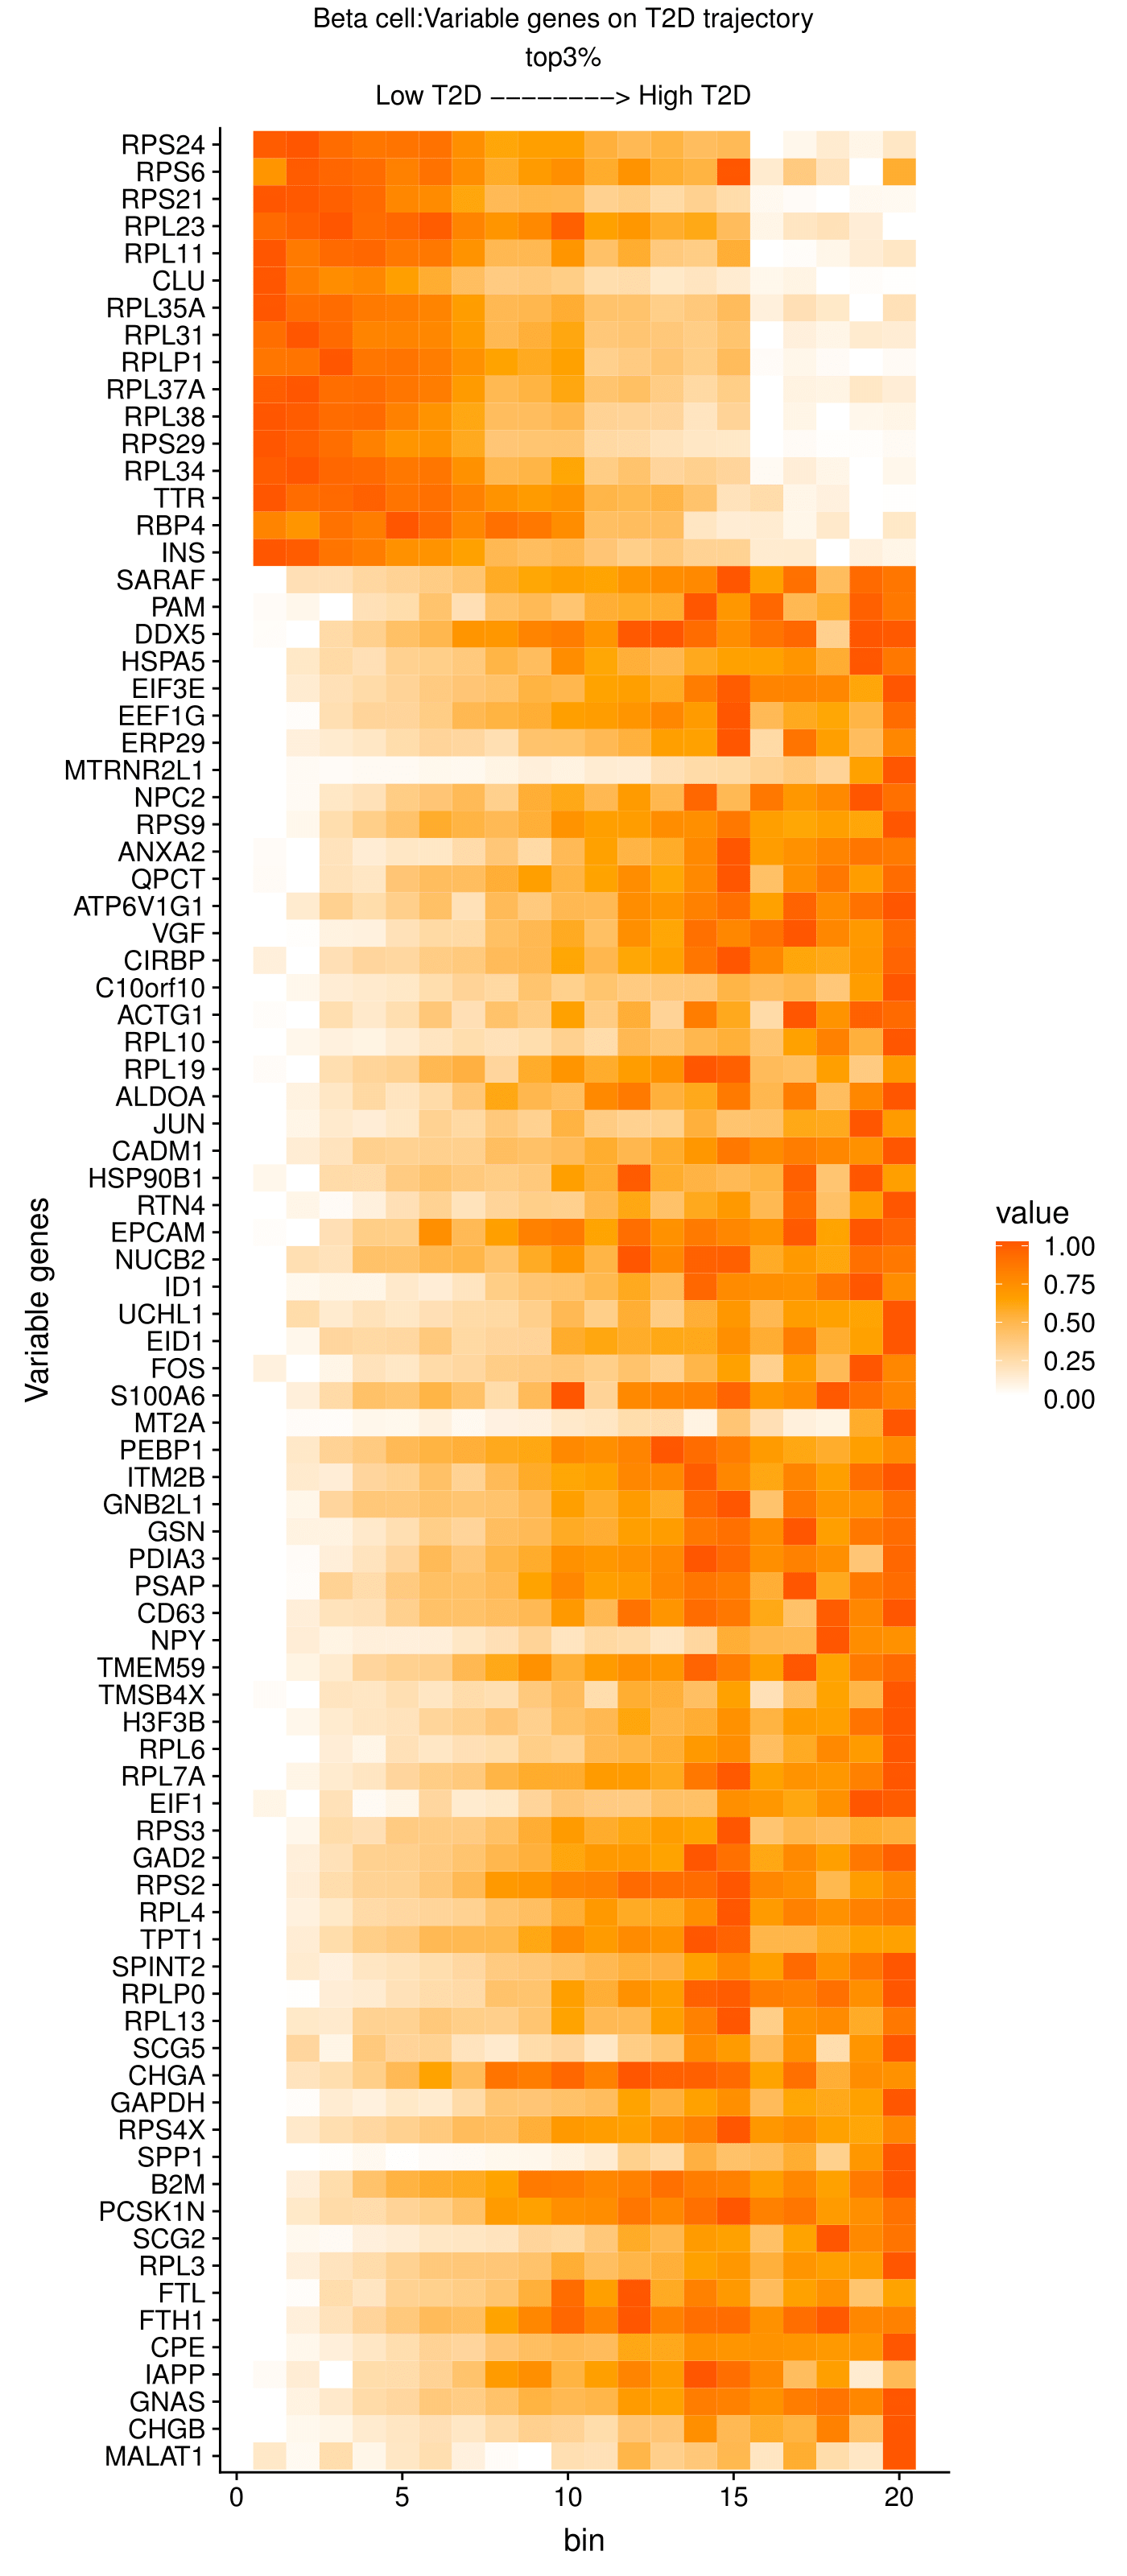 Beta cell:Variable genes on T2D trajectory
top3%
Low T2D --------> High T2D
RPS24
RPS6
RPS21
RPL23
RPL11
CLU
RPL35A
RPL31
RPLP1
RPL37A
RPL38
RPS29
RPL34
TTR
RBP4
INS
SARAF
PAM
DDX5
HSPA5
EIF3E
EEF1G
ERP29
MTRNR2L1
NPC2
RPS9
ANXA2
QPCT
ATP6V1G1
VGF
CIRBP
C10orf10
ACTG1
RPL10
RPL19
ALDOA
JUN
CADM1
HSP90B1
RTN4
EPCAM
NUCB2
ID1
UCHL1
EID1
FOS
S100A6
MT2A
PEBP1
ITM2B
GNB2L1
GSN
PDIA3
PSAP
CD63
NPY
TMEM59
TMSB4X
H3F3B
RPL6
RPL7A
EIF1
RPS3
GAD2
RPS2
RPL4
TPT1
SPINT2
RPLP0
RPL13
SCG5
CHGA
GAPDH
RPS4X
SPP1
B2M
PCSK1N
SCG2
RPL3
FTL
FTH1
CPE
IAPP
GNAS
CHGB
MALAT1
Variable genes
0 5 10 15 20
bin
value
1.00
0.75
0.50
0.25
0.00